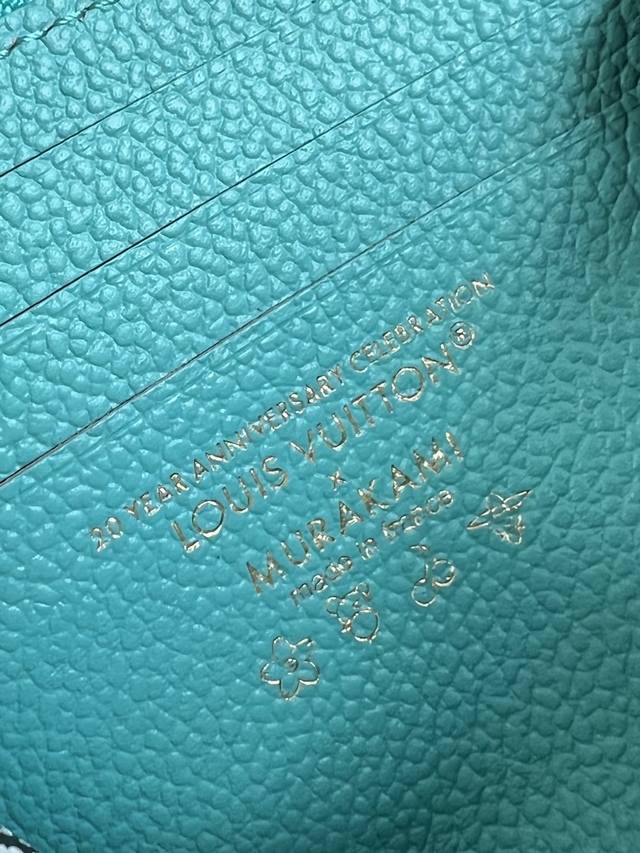 20 YEAR ANNIVERSARY CELEBRATION
LOUIS VUITTON®
x
MURAKAMI
made in france